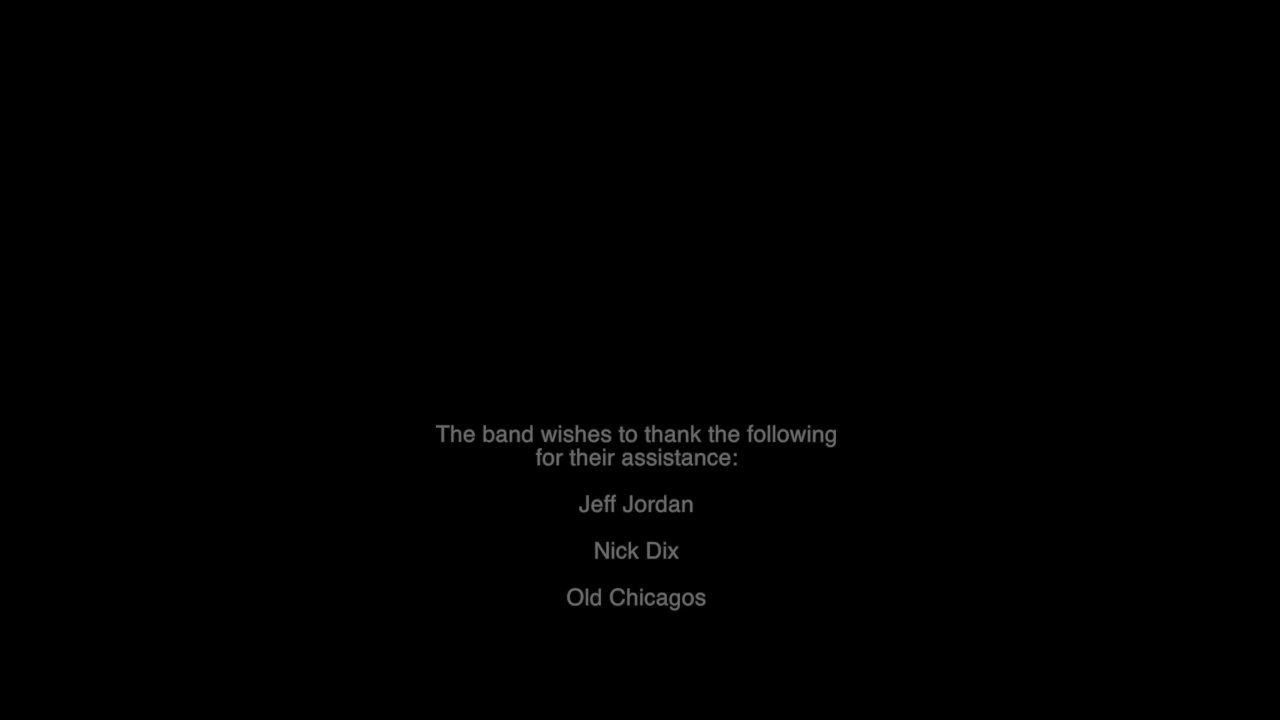 The band wishes to thank the following
for their assistance:
Jeff Jordan
Nick Dix
Old Chicagos